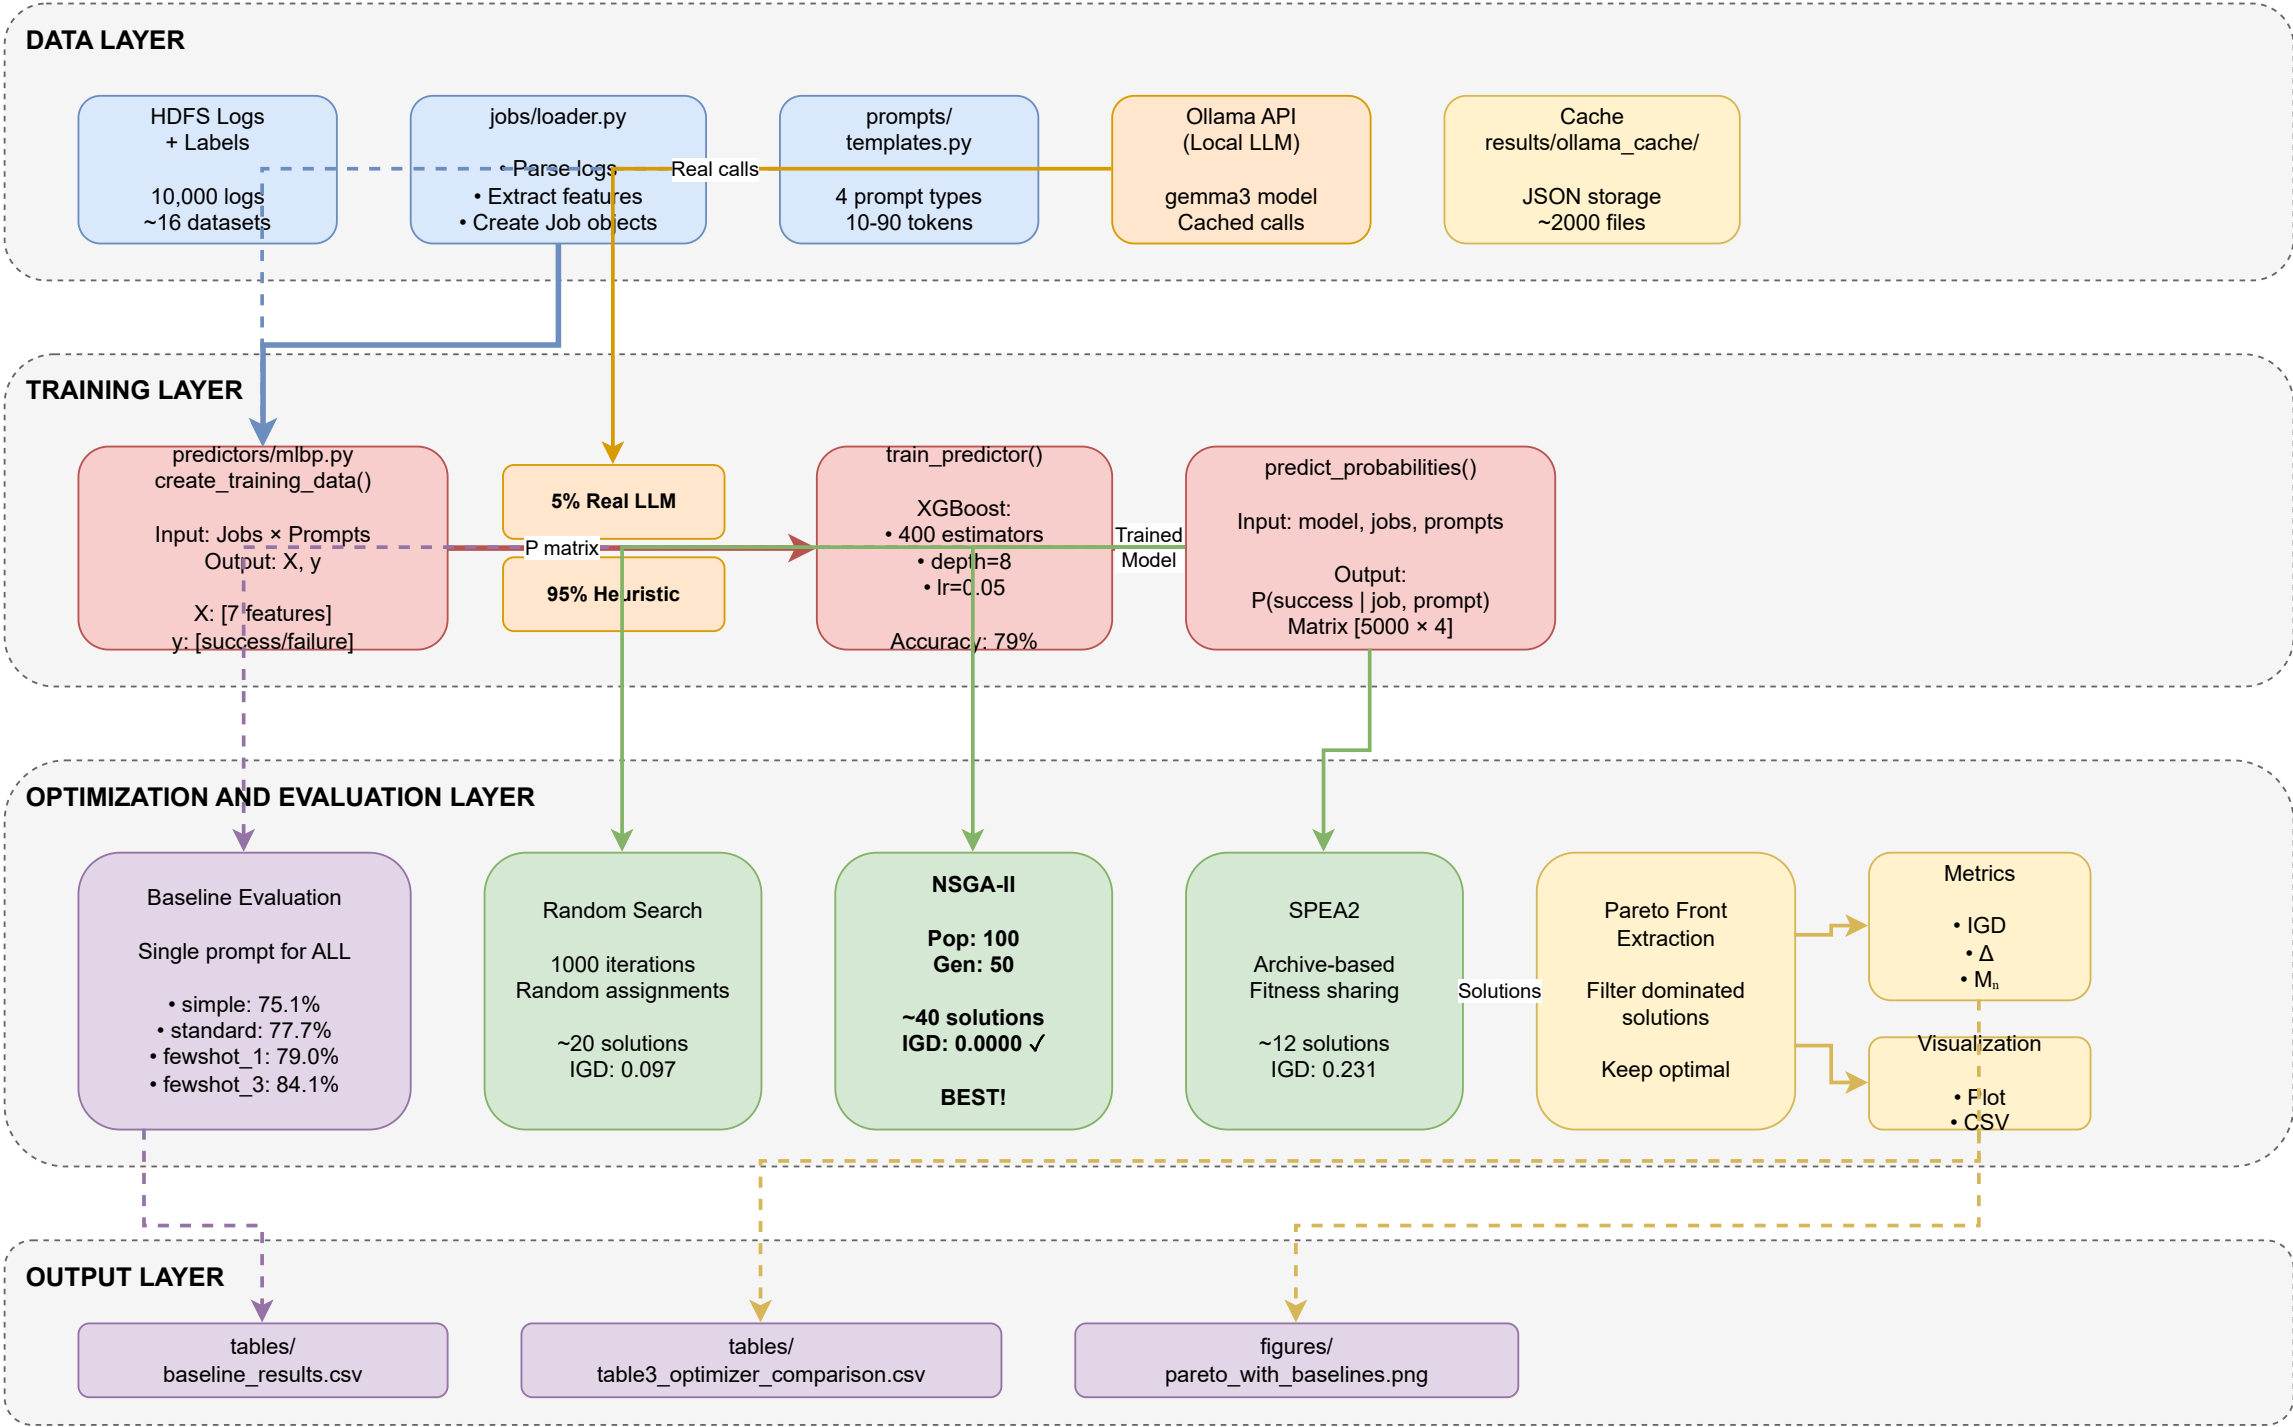 DATA LAYER
HDFS Logs
+ Labels
10,000 logs
~16 datasets
jobs/loader.py
• Parse logs
• Extract features
• Create Job objects
Real calls
prompts/
templates.py
4 prompt types
10-90 tokens
Ollama API
(Local LLM)
gemma3 model
Cached calls
Cache
results/ollama_cache/
JSON storage
~2000 files
TRAINING LAYER
predictors/mlbp.py
create_training_data()
Input: Jobs × Prompts
Output: X, y
X: [7 features]
y: [success/failure]
5% Real LLM
P matrix
95% Heuristic
train_predictor()
XGBoost:
• 400 estimators
• depth=8
• lr=0.05
Accuracy: 79%
Trained
Model
predict_probabilities()
Input: model, jobs, prompts
Output:
P(success | job, prompt)
Matrix [5000 × 4]
OPTIMIZATION AND EVALUATION LAYER
Baseline Evaluation
Single prompt for ALL
• simple: 75.1%
• standard: 77.7%
• fewshot_1: 79.0%
• fewshot_3: 84.1%
Random Search
1000 iterations
Random assignments
~20 solutions
IGD: 0.097
NSGA-II
Pop: 100
Gen: 50
~40 solutions
IGD: 0.0000 ✓
BEST!
SPEA2
Archive-based
Fitness sharing
~12 solutions
IGD: 0.231
Solutions
Pareto Front
Extraction
Filter dominated
solutions
Keep optimal
Metrics
• IGD
• Δ
• Mₙ
Visualization
• Plot
• CSV
OUTPUT LAYER
tables/
baseline_results.csv
tables/
table3_optimizer_comparison.csv
figures/
pareto_with_baselines.png